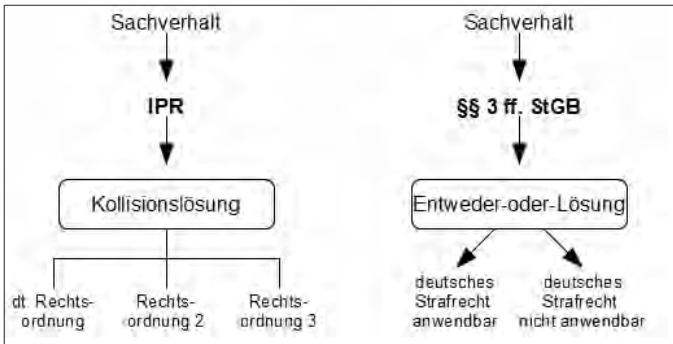 Sachverhalt
IPR
Kollisionslösung
dt. Rechts-
ordnung
Rechts-
ordnung 2
Rechts-
ordnung 3
Sachverhalt
§§ 3 ff. StGB
Entweder-oder-Lösung
deutsches
Strafrecht
anwendbar
deutsches
Strafrecht
nicht anwendbar